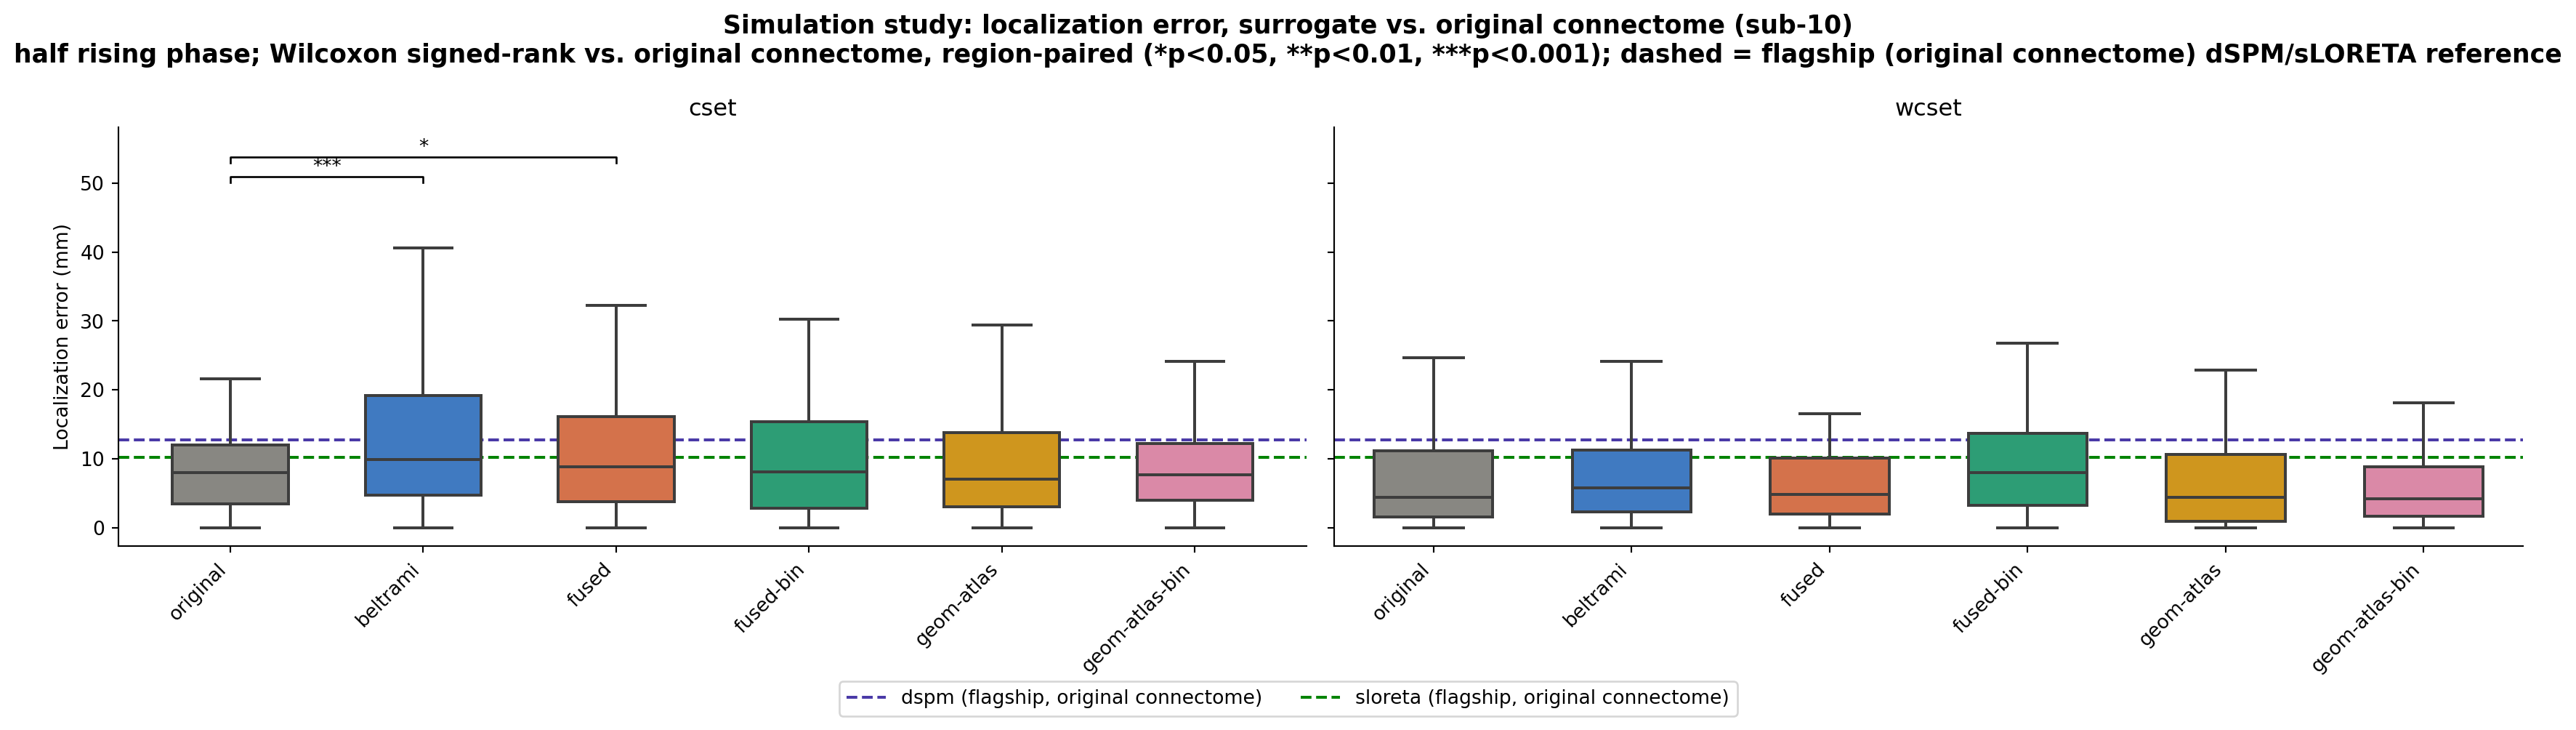 Simulation study: localization error, surrogate vs. original connectome (sub-10)
half rising phase; Wilcoxon signed-rank vs. original connectome, region-paired (*p<0.05, **p<0.01, ***p<0.001); dashed = flagship (original connectome) dSPM/sLORETA reference
cset
Localization error (mm)
50
40
30
20
10
0
*
***
original
beltrami
fused
fused-bin
geom-atlas
geom-atlas-bin
wcset
original
beltrami
fused
fused-bin
geom-atlas
geom-atlas-bin
dspm (flagship, original connectome)
sloreta (flagship, original connectome)